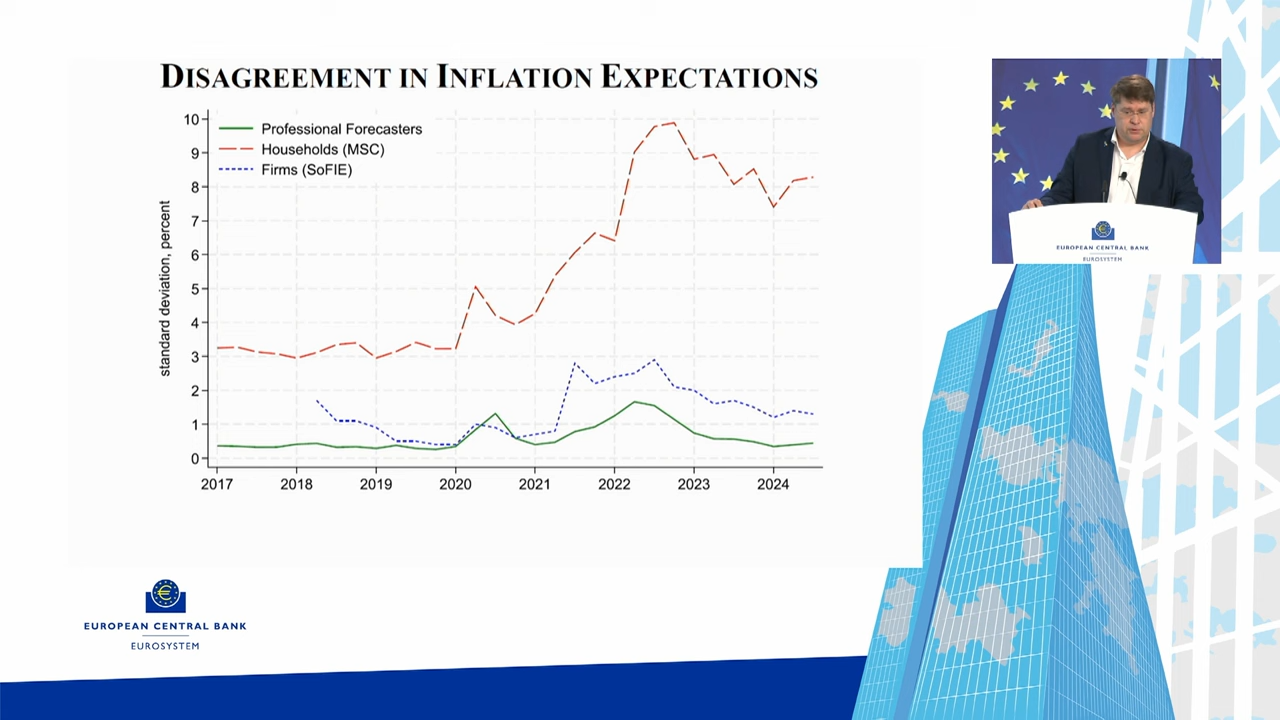 DISAGREEMENT IN INFLATION EXPECTATIONS
Professional Forecasters
Households (MSC)
Firms (SoFIE)
standard deviation, percent
10
9
8
7
6
5
4
3
2
1
0
2017 2018 2019 2020 2021 2022 2023 2024
EUROPEAN CENTRAL BANK
EUROSYSTEM
EUROPEAN CENTRAL BANK
EUROSYSTEM